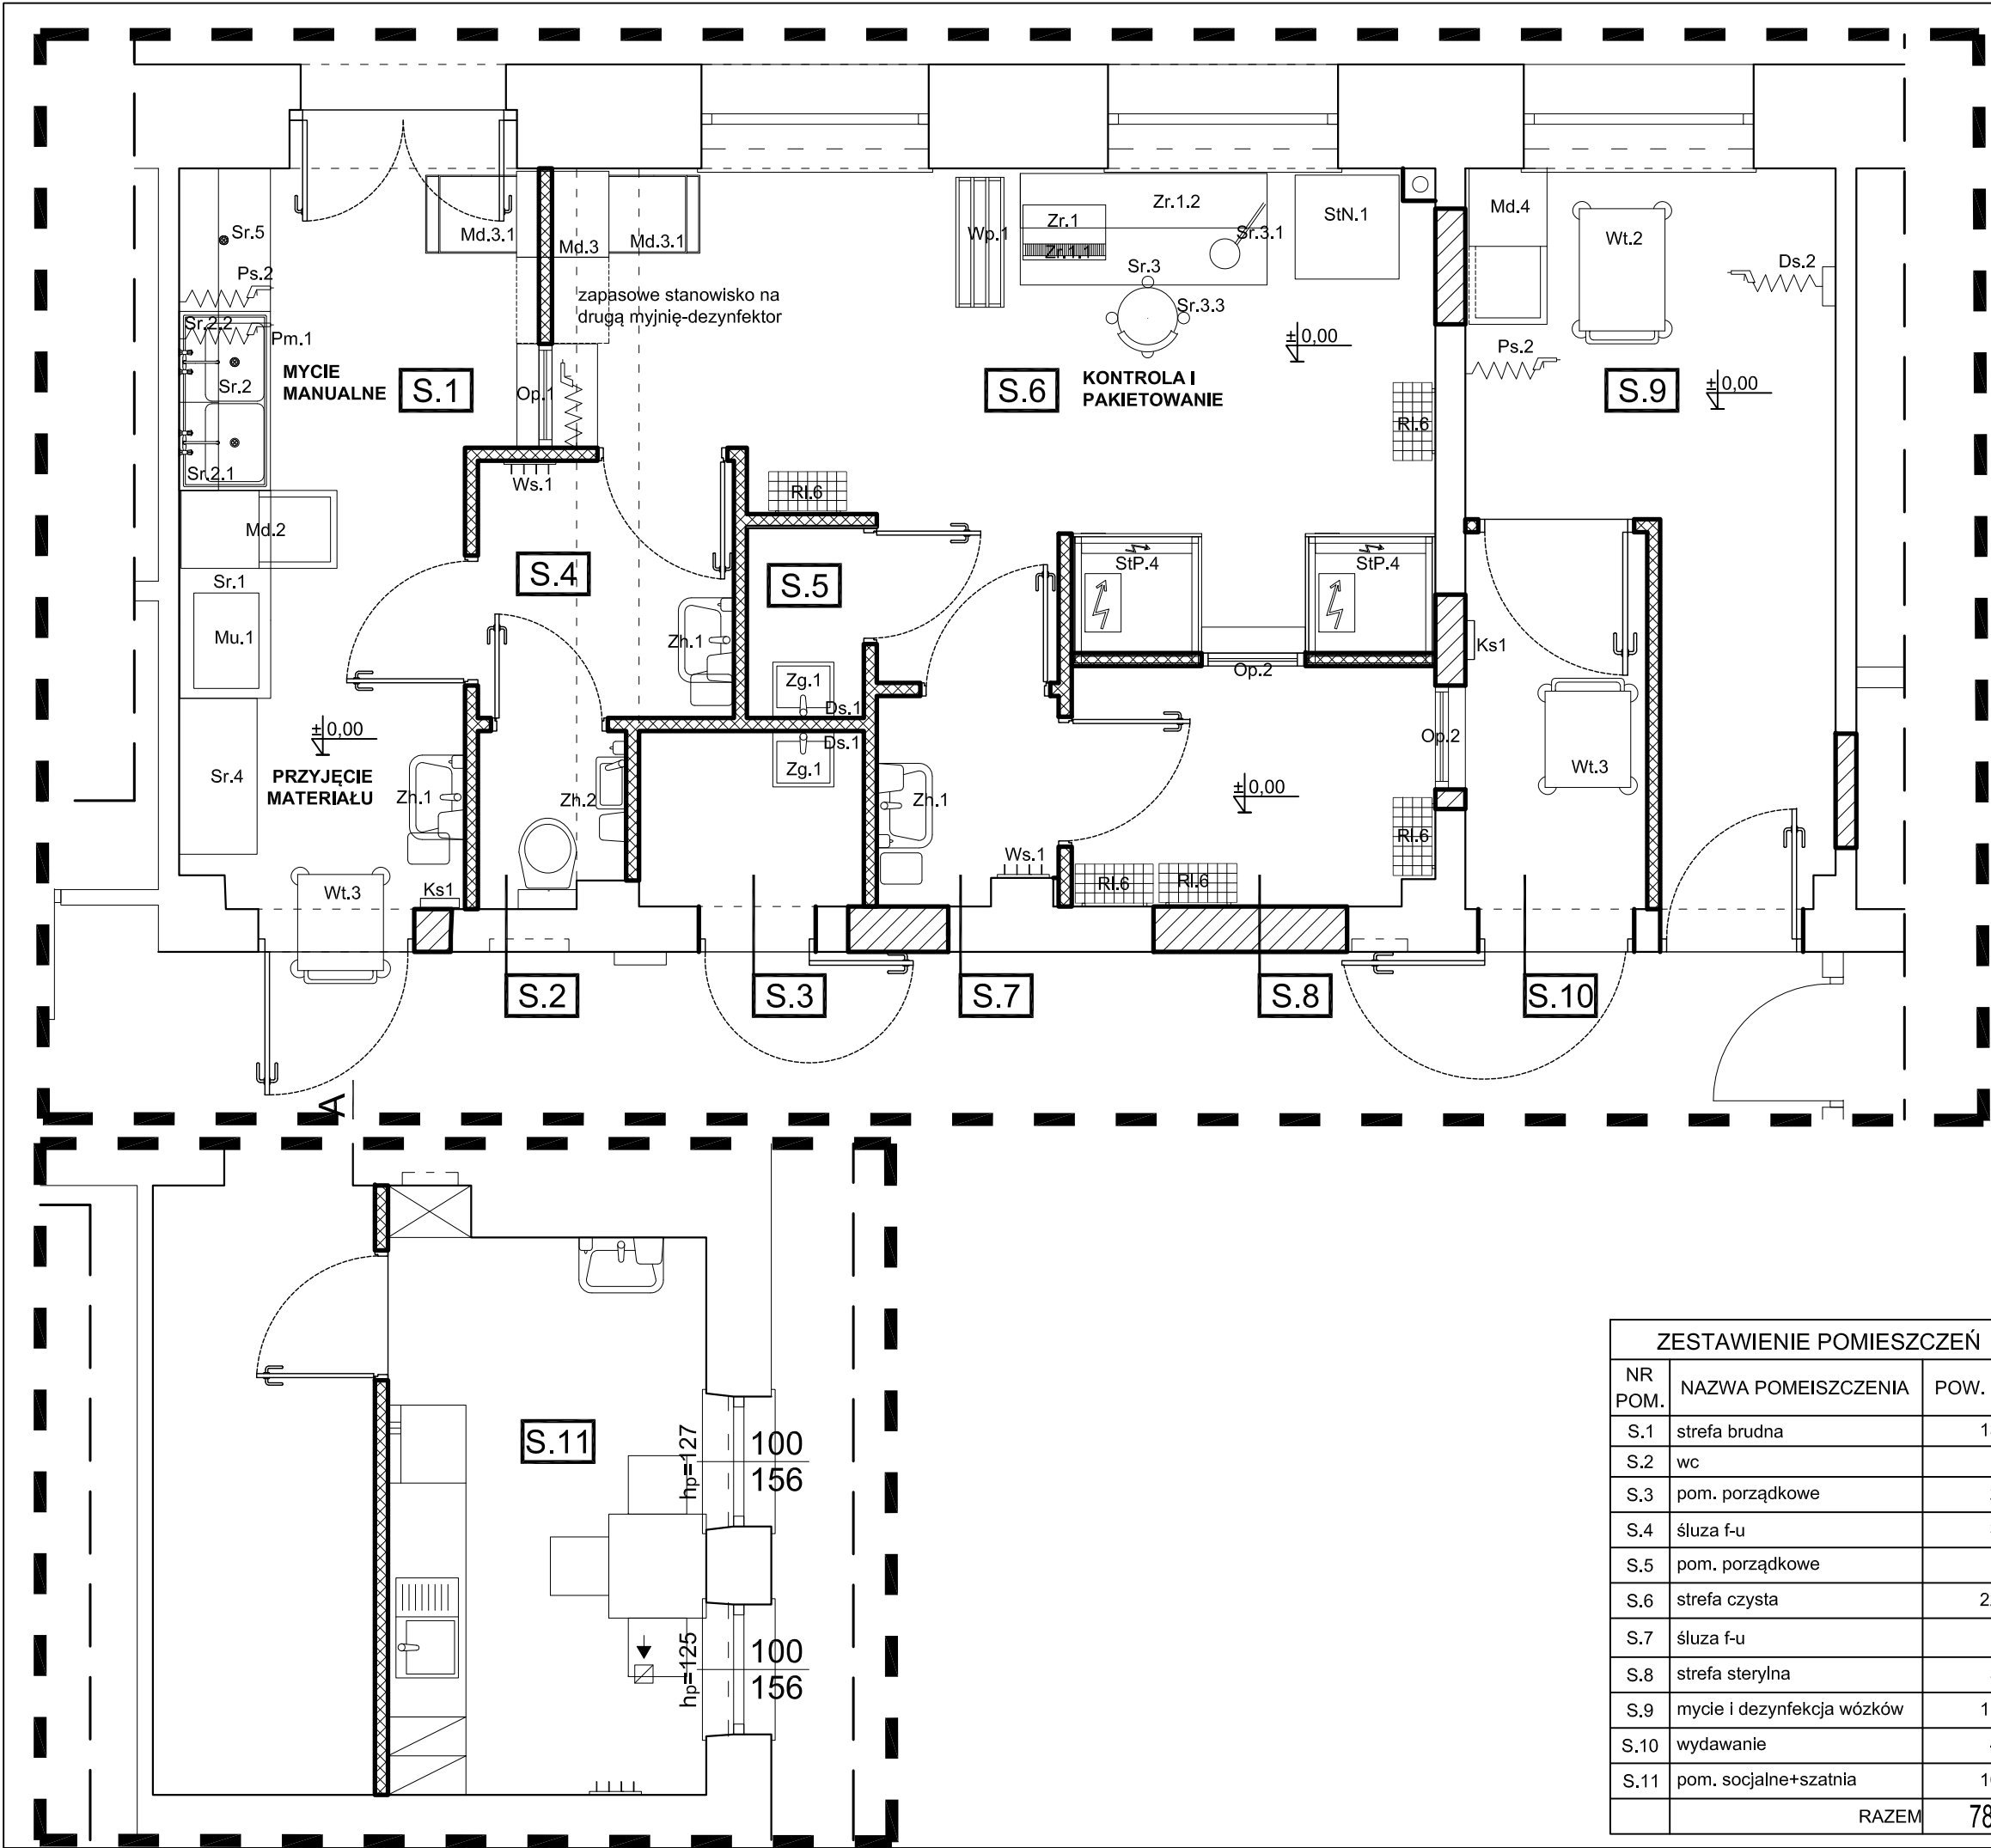 Sr.5
Md.3.1
Md.3
Md.3.1
Wp.1
Zr.1
Zr.1.1
Zr.1.2
Sr.3.1
StN.1
Md.4
Wt.2
Ds.2
Ps.2
Sr.2.2
Pm.1
zapasowe stanowisko na
drugą myjnię-dezynfektor
Sr.3
Sr.3.3
±0,00
Ps.2
MYCIE
MANUALNE
S.1
Sr.2
Op.1
S.6
KONTROLA I
PAKIETOWANIE
Rl.6
S.9
±0,00
Sr.2.1
Ws.1
Rl.6
Md.2
Sr.1
S.4
S.5
StP.4
StP.4
Mu.1
Zh.1
Zg.1
Ds.1
Op.2
Ks1
±0,00
Ds.1
Zg.1
Op.2
Sr.4
PRZYJĘCIE
MATERIAŁU
Zh.1
Zh.2
Zh.1
±0,00
Wt.3
Rl.6
Ws.1
Wt.3
Ks1
Rl.6
Rl.6
S.2
S.3
S.7
S.8
S.10
A
S.11
hp=127
100
156
hp=125
100
156
ZESTAWIENIE POMIESZCZEŃ
NR POM. NAZWA POMEISZCZENIA POW.
S.1 strefa brudna
S.2 wc
S.3 pom. porządkowe
S.4 śluza f-u
S.5 pom. porządkowe
S.6 strefa czysta
S.7 śluza f-u
S.8 strefa sterylna
S.9 mycie i dezynfekcja wózków
S.10 wydawanie
S.11 pom. socjalne+szatnia
RAZEM 78